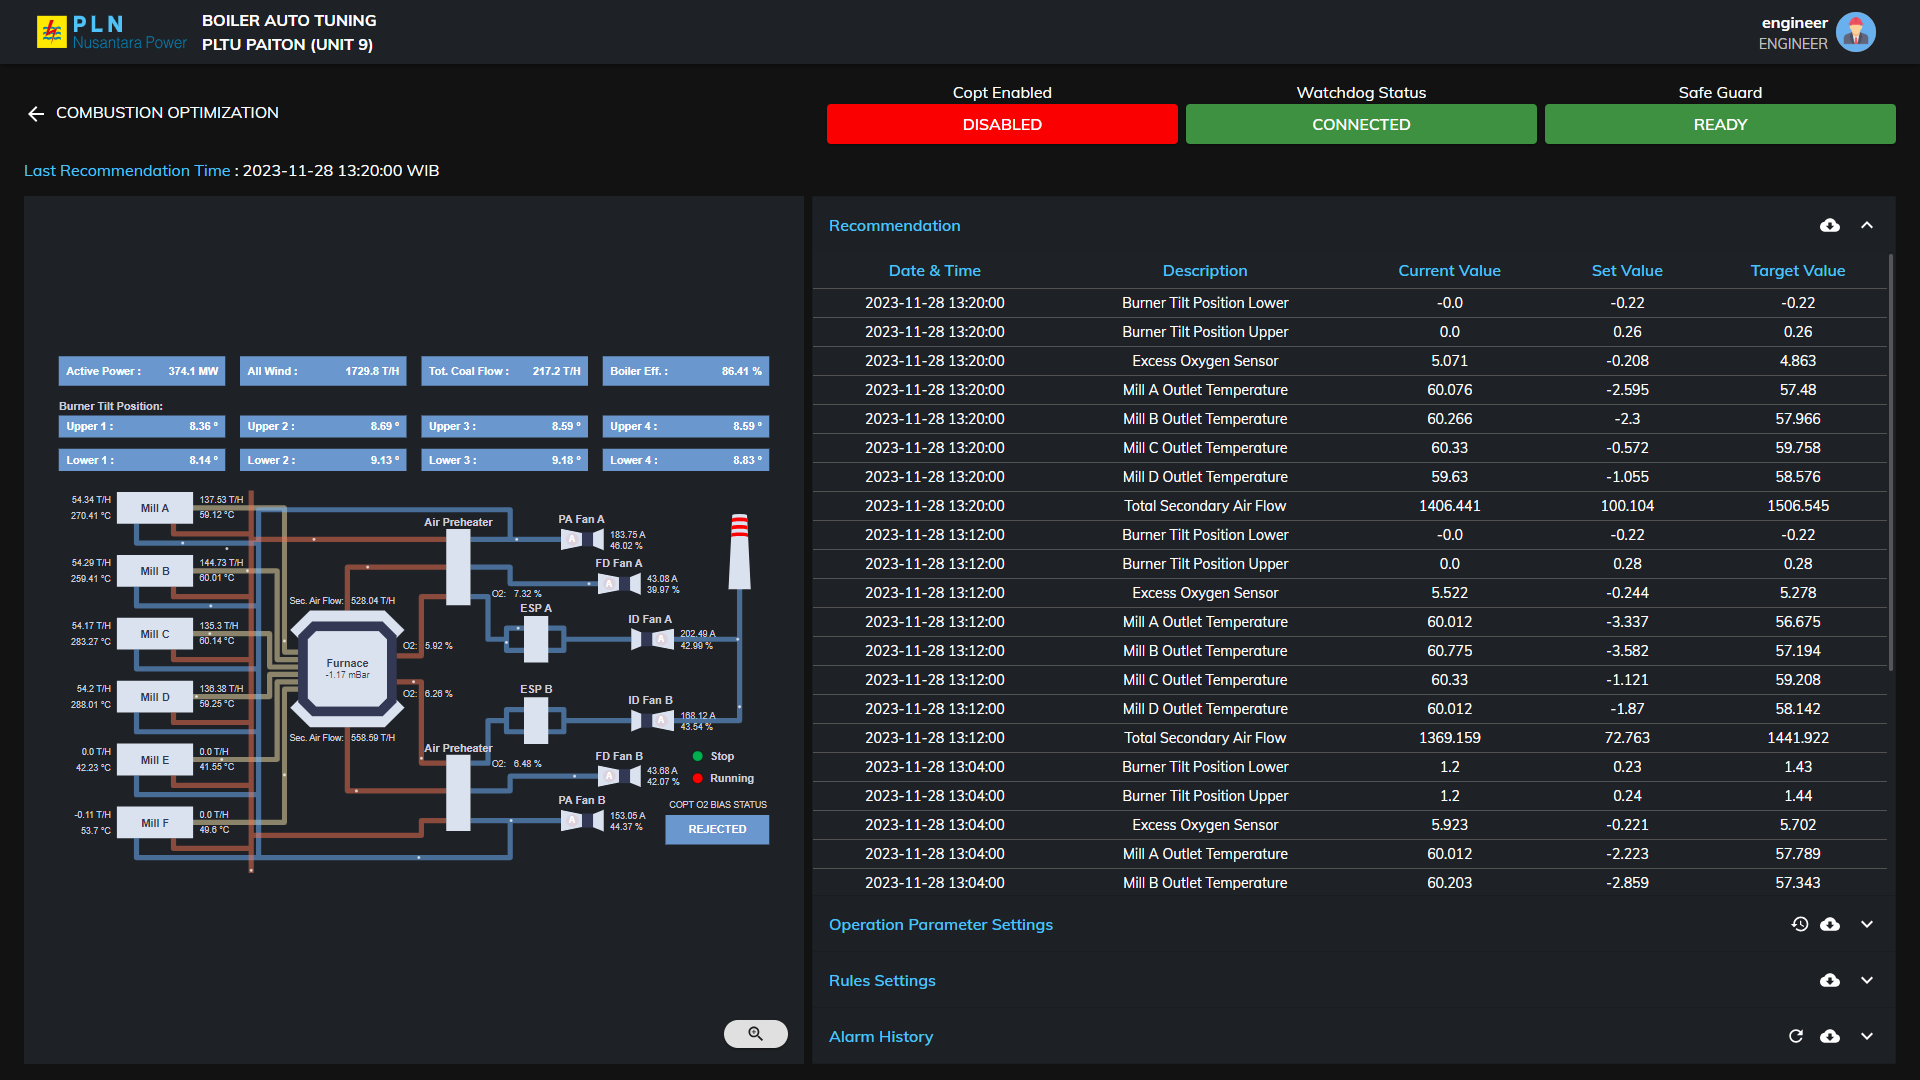 PLN
Nusantara Power
BOILER AUTO TUNING
PLTU PAITON (UNIT 9)
engineer
ENGINEER
COMBUSTION OPTIMIZATION
Copt Enabled
DISABLED
Watchdog Status
CONNECTED
Safe Guard
READY
Last Recommendation Time : 2023-11-28 13:20:00 WIB
Active Power : 374.1 MW
All Wind : 1729.8 T/H
Tot. Coal Flow : 217.2 T/H
Boiler Eff. : 86.41 %
Burner Tilt Position:
Upper 1 : 8.36 º
Upper 2 : 8.69 º
Upper 3 : 8.59 º
Upper 4 : 8.59 º
Lower 1 : 8.14 º
Lower 2 : 9.13 º
Lower 3 : 9.18 º
Lower 4 : 8.83 º
54.34 T/H
270.41 °C
Mill A
137.53 T/H
59.12 °C
54.29 T/H
259.41 °C
Mill B
144.73 T/H
60.01 °C
54.17 T/H
283.27 °C
Mill C
135.3 T/H
60.14 °C
54.2 T/H
288.01 °C
Mill D
136.38 T/H
59.25 °C
0.0 T/H
42.23 °C
Mill E
0.0 T/H
41.55 °C
-0.11 T/H
53.7 °C
Mill F
0.0 T/H
49.6 °C
Sec. Air Flow: 528.04 T/H
Furnace
-1.17 mBar
Sec. Air Flow: 558.59 T/H
O2: 5.92 %
O2: 6.26 %
Air Preheater
O2: 7.32 %
Air Preheater
O2: 6.48 %
PA Fan A
A
183.75 A
46.02 %
FD Fan A
A
43.08 A
39.97 %
ESP A
ID Fan A
A
202.49 A
42.99 %
ESP B
ID Fan B
A
168.12 A
43.54 %
FD Fan B
A
43.68 A
42.07 %
PA Fan B
A
153.05 A
44.37 %
Stop
Running
COPT O2 BIAS STATUS
REJECTED
Recommendation
Date & Time Description Current Value Set Value Target Value
2023-11-28 13:20:00 Burner Tilt Position Lower -0.0 -0.22 -0.22
2023-11-28 13:20:00 Burner Tilt Position Upper 0.0 0.26 0.26
2023-11-28 13:20:00 Excess Oxygen Sensor 5.071 -0.208 4.863
2023-11-28 13:20:00 Mill A Outlet Temperature 60.076 -2.595 57.48
2023-11-28 13:20:00 Mill B Outlet Temperature 60.266 -2.3 57.966
2023-11-28 13:20:00 Mill C Outlet Temperature 60.33 -0.572 59.758
2023-11-28 13:20:00 Mill D Outlet Temperature 59.63 -1.055 58.576
2023-11-28 13:20:00 Total Secondary Air Flow 1406.441 100.104 1506.545
2023-11-28 13:12:00 Burner Tilt Position Lower -0.0 -0.22 -0.22
2023-11-28 13:12:00 Burner Tilt Position Upper 0.0 0.28 0.28
2023-11-28 13:12:00 Excess Oxygen Sensor 5.522 -0.244 5.278
2023-11-28 13:12:00 Mill A Outlet Temperature 60.012 -3.337 56.675
2023-11-28 13:12:00 Mill B Outlet Temperature 60.775 -3.582 57.194
2023-11-28 13:12:00 Mill C Outlet Temperature 60.33 -1.121 59.208
2023-11-28 13:12:00 Mill D Outlet Temperature 60.012 -1.87 58.142
2023-11-28 13:12:00 Total Secondary Air Flow 1369.159 72.763 1441.922
2023-11-28 13:04:00 Burner Tilt Position Lower 1.2 0.23 1.43
2023-11-28 13:04:00 Burner Tilt Position Upper 1.2 0.24 1.44
2023-11-28 13:04:00 Excess Oxygen Sensor 5.923 -0.221 5.702
2023-11-28 13:04:00 Mill A Outlet Temperature 60.012 -2.223 57.789
2023-11-28 13:04:00 Mill B Outlet Temperature 60.203 -2.859 57.343
Operation Parameter Settings
Rules Settings
Alarm History